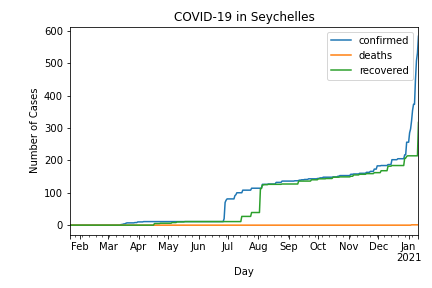 COVID-19 in Seychelles
confirmed
deaths
recovered
Number of Cases
600
500
400
300
200
100
0
Feb Mar Apr May Jun Jul Aug Sep Oct Nov Dec Jan
2021
Day